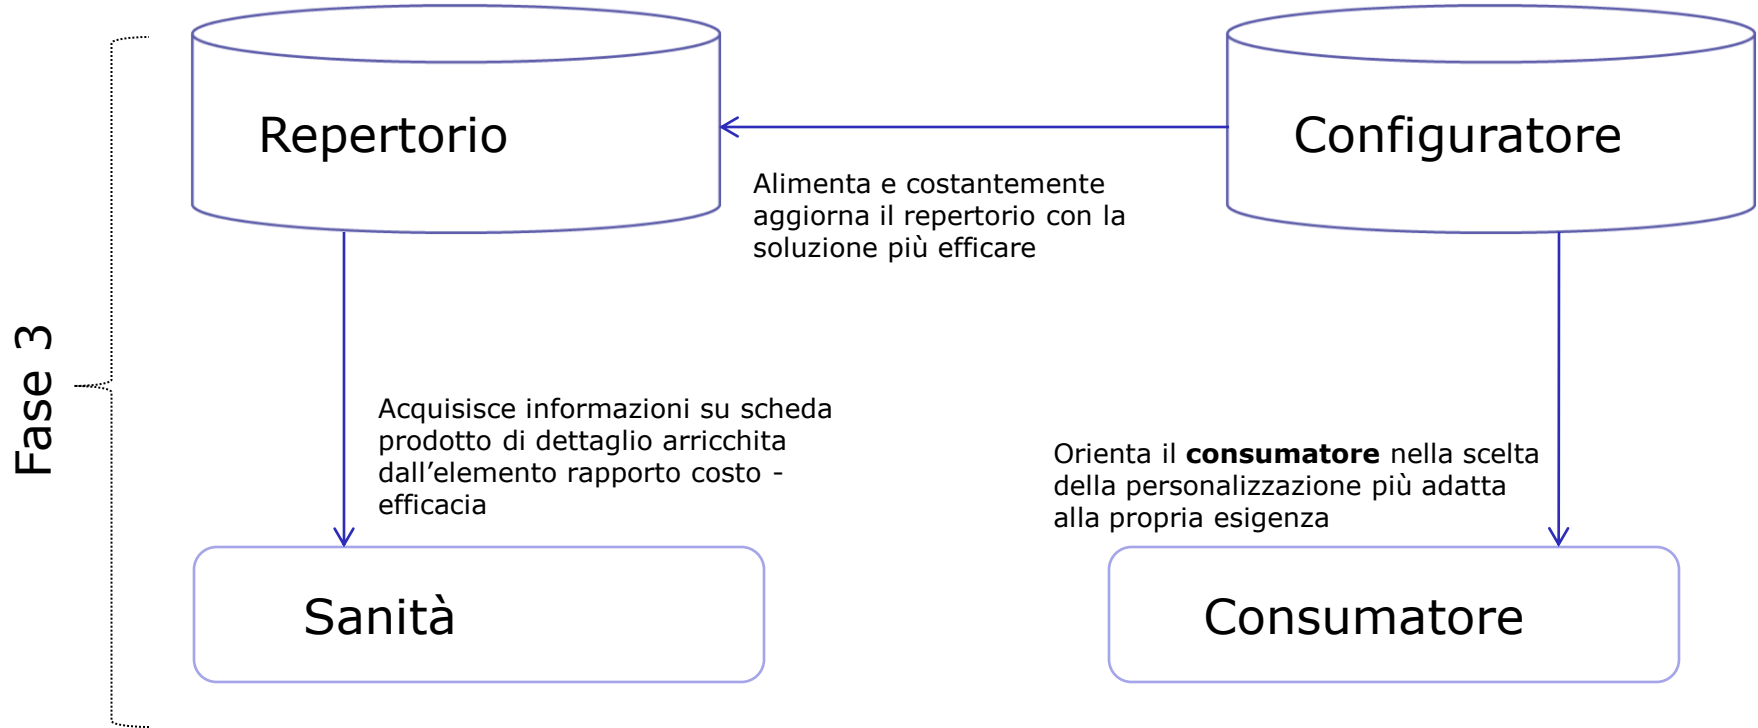 Fase 3
Repertorio
Configuratore
Alimenta e costantemente
aggiorna il repertorio con la
soluzione più efficare
Acquisisce informazioni su scheda
prodotto di dettaglio arricchita
dall’elemento rapporto costo -
efficacia
Orienta il consumatore nella scelta
della personalizzazione più adatta
alla propria esigenza
Sanità
Consumatore